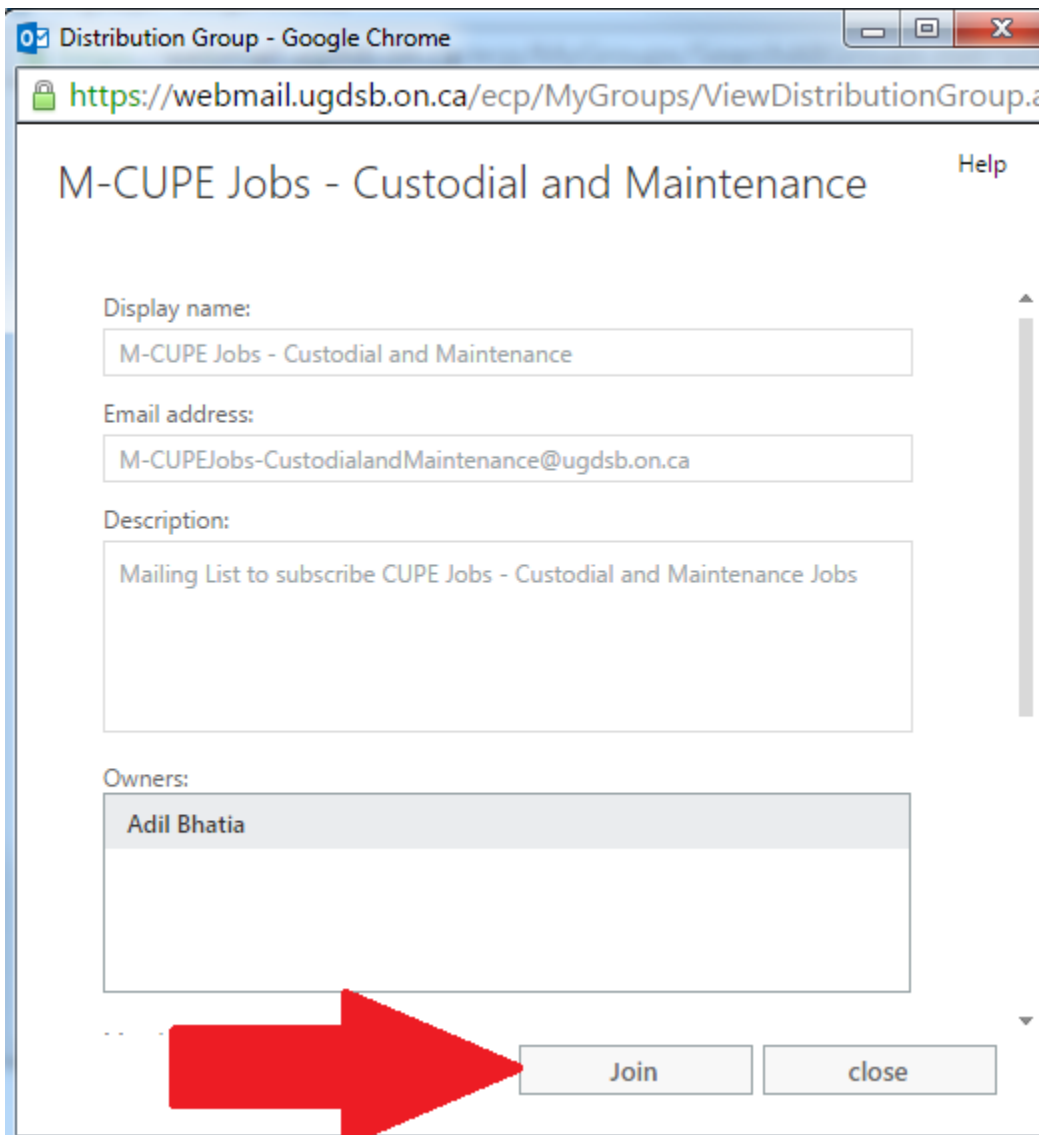 Distribution Group - Google Chrome
https://webmail.ugdsb.on.ca/ecp/MyGroups/ViewDistributionGroup.a
Help
M-CUPE Jobs - Custodial and Maintenance
Display name:
M-CUPE Jobs - Custodial and Maintenance
Email address:
M-CUPEJobs-CustodialandMaintenance@ugdsb.on.ca
Description:
Mailing List to subscribe CUPE Jobs - Custodial and Maintenance Jobs
Owners:
Adil Bhatia
Join
close